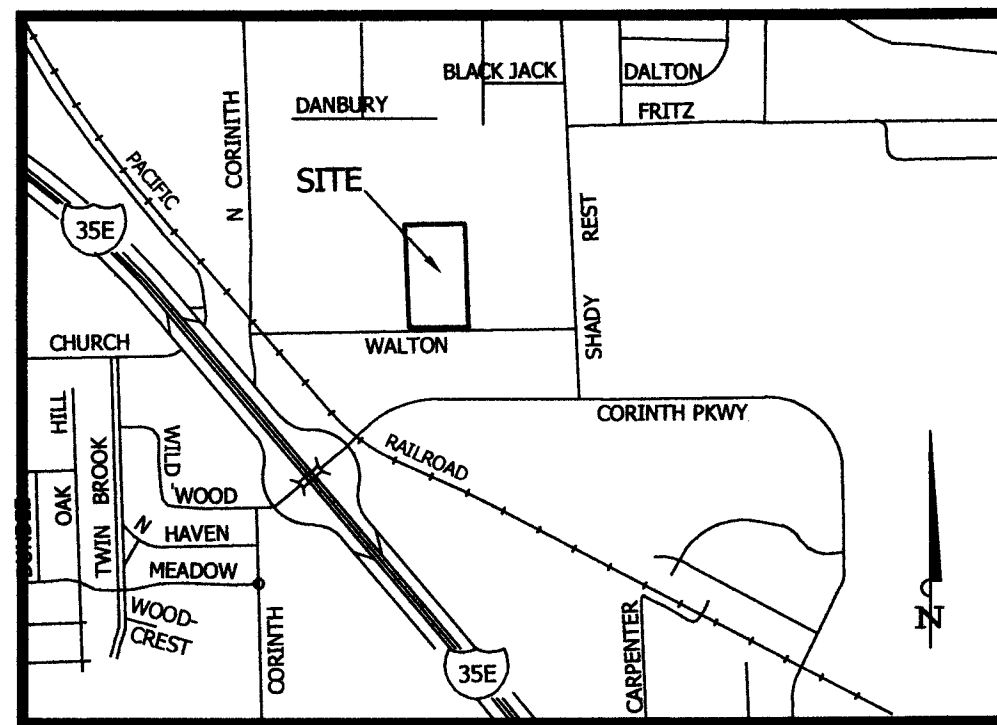 BLACK JACK
DALTON
DANBURY
FRITZ
N CORINITH
PACIFIC
SITE
35E
SHADY REST
CHURCH
WALTON
CORINTH PKWY
HILL
OAK
TWIN BROOK
WILD
'WOOD
RAILROAD
N HAVEN
MEADOW
WOOD-
CREST
CORINTH
35E
CARPENTER
N